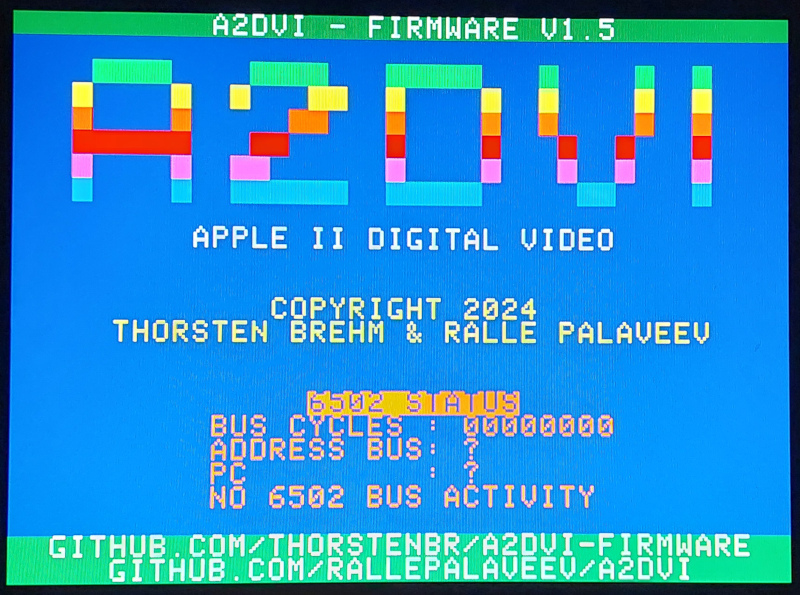 A2DVI - FIRMWARE V1.5
A2DVI
APPLE II DIGITAL VIDEO
COPYRIGHT 2024
THORSTEN BREHM & RALLE PALAVEEV
6502 STATUS
BUS CYCLES : 00000000
ADDRESS BUS: ?
PC : ?
NO 6502 BUS ACTIVITY
GITHUB.COM/THORSTENBR/A2DVI-FIRMWARE
GITHUB.COM/RALLEPALAVEEV/A2DVI